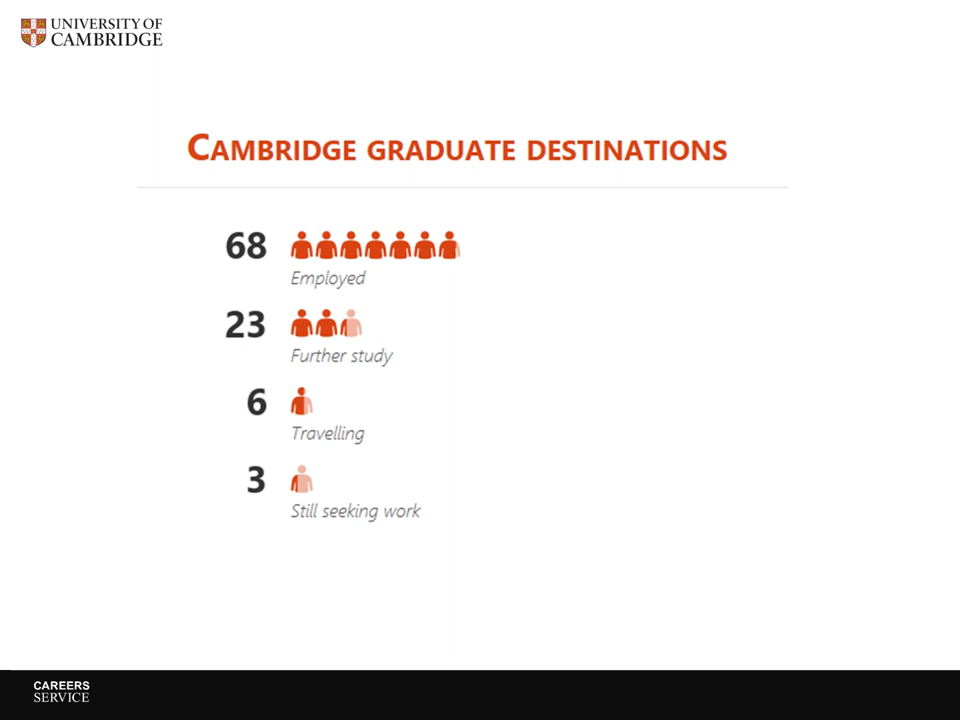 UNIVERSITY OF
CAMBRIDGE
CAMBRIDGE GRADUATE DESTINATIONS
68
Employed
23
Further study
6
Travelling
3
Still seeking work
CAREERS
SERVICE